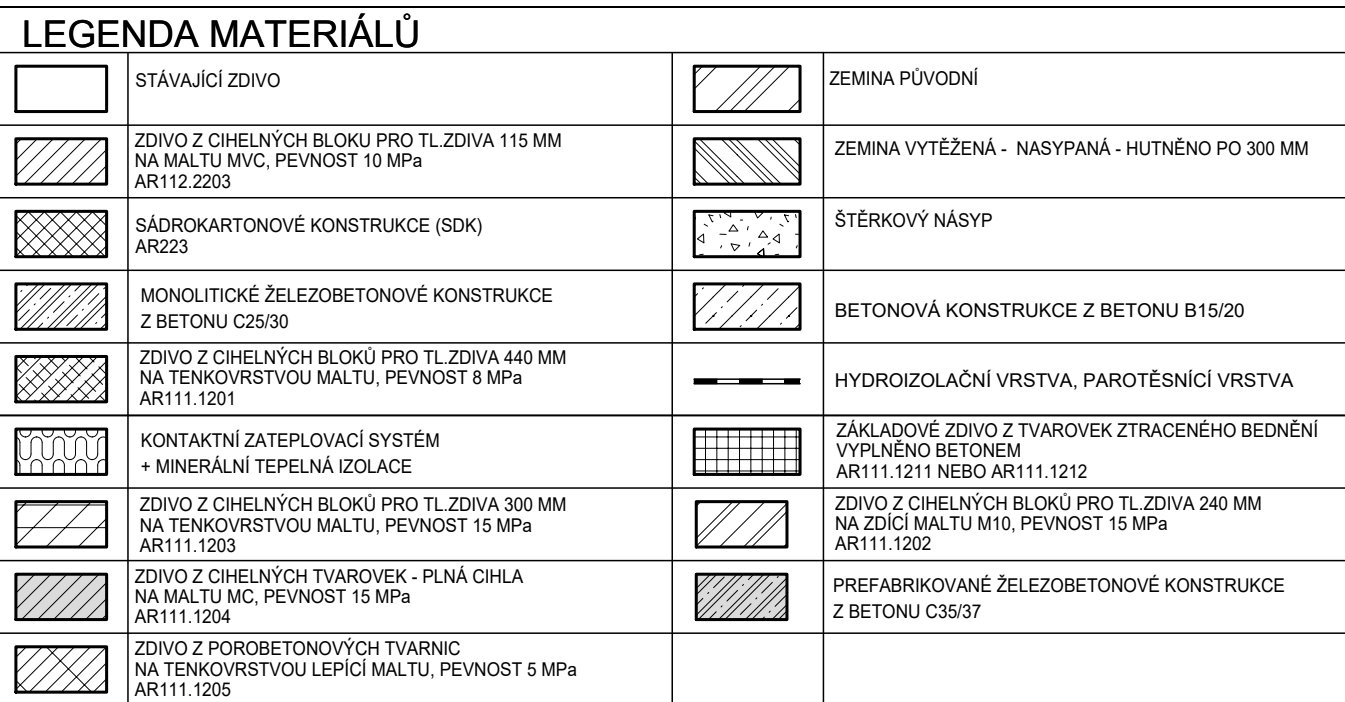 LEGENDA MATERIÁLŮ
STÁVAJÍCÍ ZDIVO
ZEMINA PŮVODNÍ
ZDIVO Z CIHELNÝCH BLOKU PRO TL.ZDIVA 115 MM
NA MALTU MVC, PEVNOST 10 MPa
AR112.2203
ZEMINA VYTĚŽENÁ - NASYPANÁ - HUTNĚNO PO 300 MM
SÁDROKARTONOVÉ KONSTRUKCE (SDK)
AR223
ŠTĚRKOVÝ NÁSYP
MONOLITICKÉ ŽELEZOBETONOVÉ KONSTRUKCE
Z BETONU C25/30
BETONOVÁ KONSTRUKCE Z BETONU B15/20
ZDIVO Z CIHELNÝCH BLOKŮ PRO TL.ZDIVA 440 MM
NA TENKOVRSTVOU MALTU, PEVNOST 8 MPa
AR111.1201
HYDROIZOLAČNÍ VRSTVA, PAROTĚSNÍCÍ VRSTVA
KONTAKTNÍ ZATEPLOVACÍ SYSTÉM
+ MINERÁLNÍ TEPELNÁ IZOLACE
ZÁKLADOVÉ ZDIVO Z TVAROVEK ZTRACENÉHO BEDNĚNÍ
VYPLNĚNO BETONEM
AR111.1211 NEBO AR111.1212
ZDIVO Z CIHELNÝCH BLOKŮ PRO TL.ZDIVA 300 MM
NA TENKOVRSTVOU MALTU, PEVNOST 15 MPa
AR111.1203
ZDIVO Z CIHELNÝCH BLOKŮ PRO TL.ZDIVA 240 MM
NA ZDÍCÍ MALTU M10, PEVNOST 15 MPa
AR111.1202
ZDIVO Z CIHELNÝCH TVAROVEK - PLNÁ CIHLA
NA MALTU MC, PEVNOST 15 MPa
AR111.1204
PREFABRIKOVANÉ ŽELEZOBETONOVÉ KONSTRUKCE
Z BETONU C35/37
ZDIVO Z POROBETONOVÝCH TVARNIC
NA TENKOVRSTVOU LEPÍCÍ MALTU, PEVNOST 5 MPa
AR111.1205